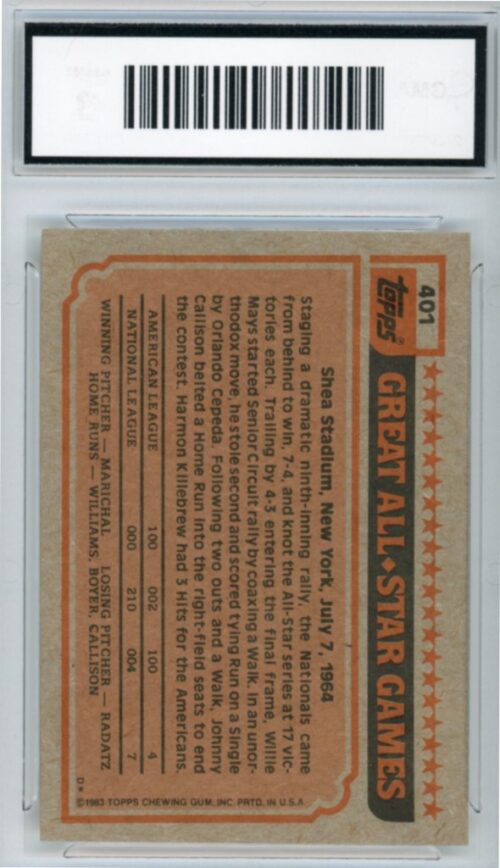 401
topps
GREAT ALL★STAR GAMES
Shea Stadium, New York, July 7, 1964
Staging a dramatic ninth-inning rally, the Nationals came
from behind to win, 7-4, and knot the All-Star series at 17 vic-
tories each. Trailing by 4-3 entering the final frame, Willie
Mays started Senior Circuit rally by coaxing a Walk. In an unor-
thodox move, he stole second and scored tying Run on a Single
by Orlando Cepeda. Following two outs and a Walk, Johnny
Callison belted a Home Run into the right-field seats to end
the contest. Harmon Killebrew had 3 Hits for the Americans.
AMERICAN LEAGUE 100 002 100 4
NATIONAL LEAGUE 000 210 004 7
WINNING PITCHER — MARICHAL LOSING PITCHER — RADATZ
HOME RUNS — WILLIAMS, BOYER, CALLISON
D* ©1983 TOPPS CHEWING GUM, INC. PRTD. IN U.S.A.